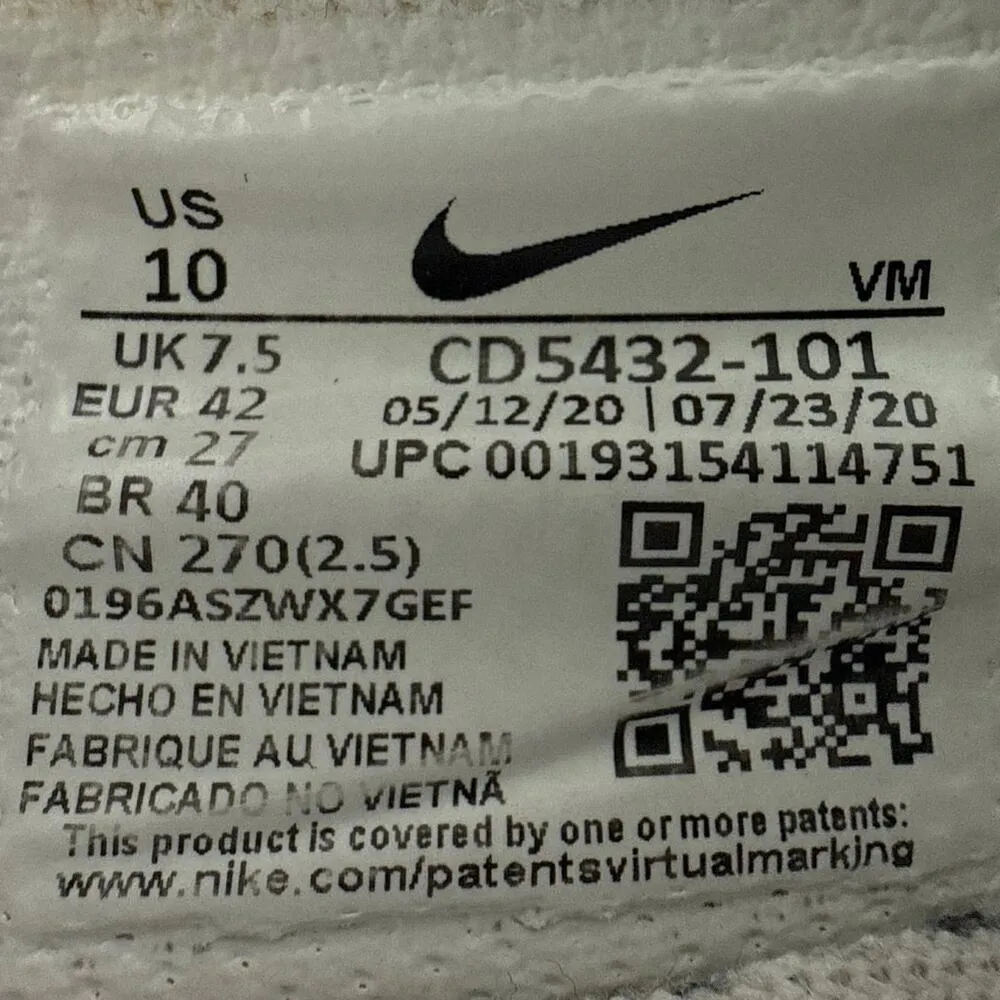 US
10
VM
UK 7.5
CD5432-101
EUR 42
05/12/20 | 07/23/20
cm 27
UPC 00193154114751
BR 40
CN 270(2.5)
0196ASZWX7GEF
MADE IN VIETNAM
HECHO EN VIETNAM
FABRIQUE AU VIETNAM
FABRICADO NO VIETNÃ
This product is covered by one or more patents:
www.nike.com/patentsvirtualmarking